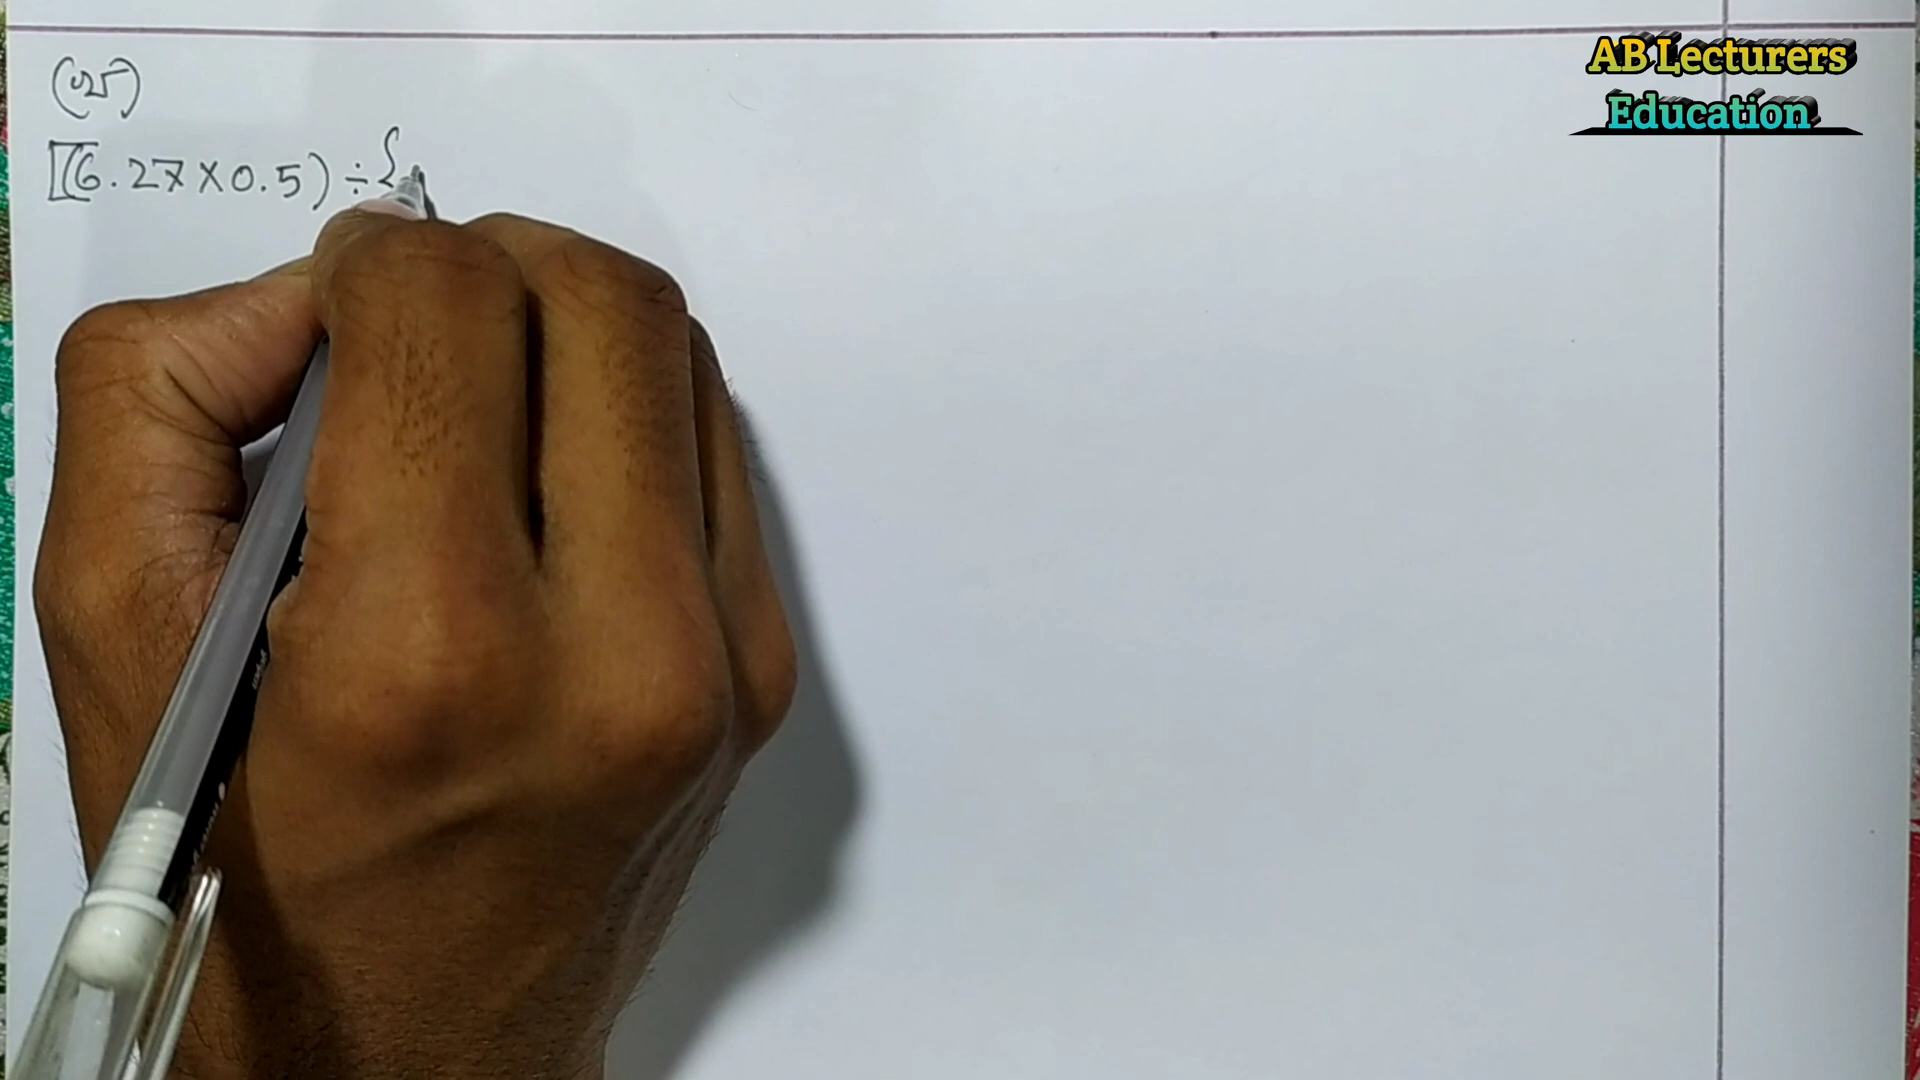 (ঘ)
[(6.27×0.5) ÷ {
AB Lecturers
Education